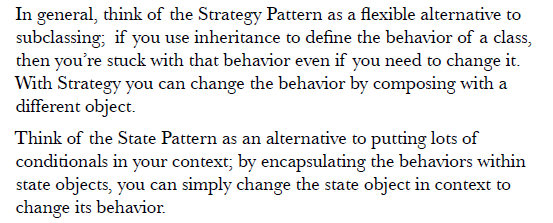 In general, think of the Strategy Pattern as a flexible alternative to
subclassing;  if you use inheritance to define the behavior of a class,
then you’re stuck with that behavior even if you need to change it.
With Strategy you can change the behavior by composing with a
different object.
Think of the State Pattern as an alternative to putting lots of
conditionals in your context; by encapsulating the behaviors within
state objects, you can simply change the state object in context to
change its behavior.